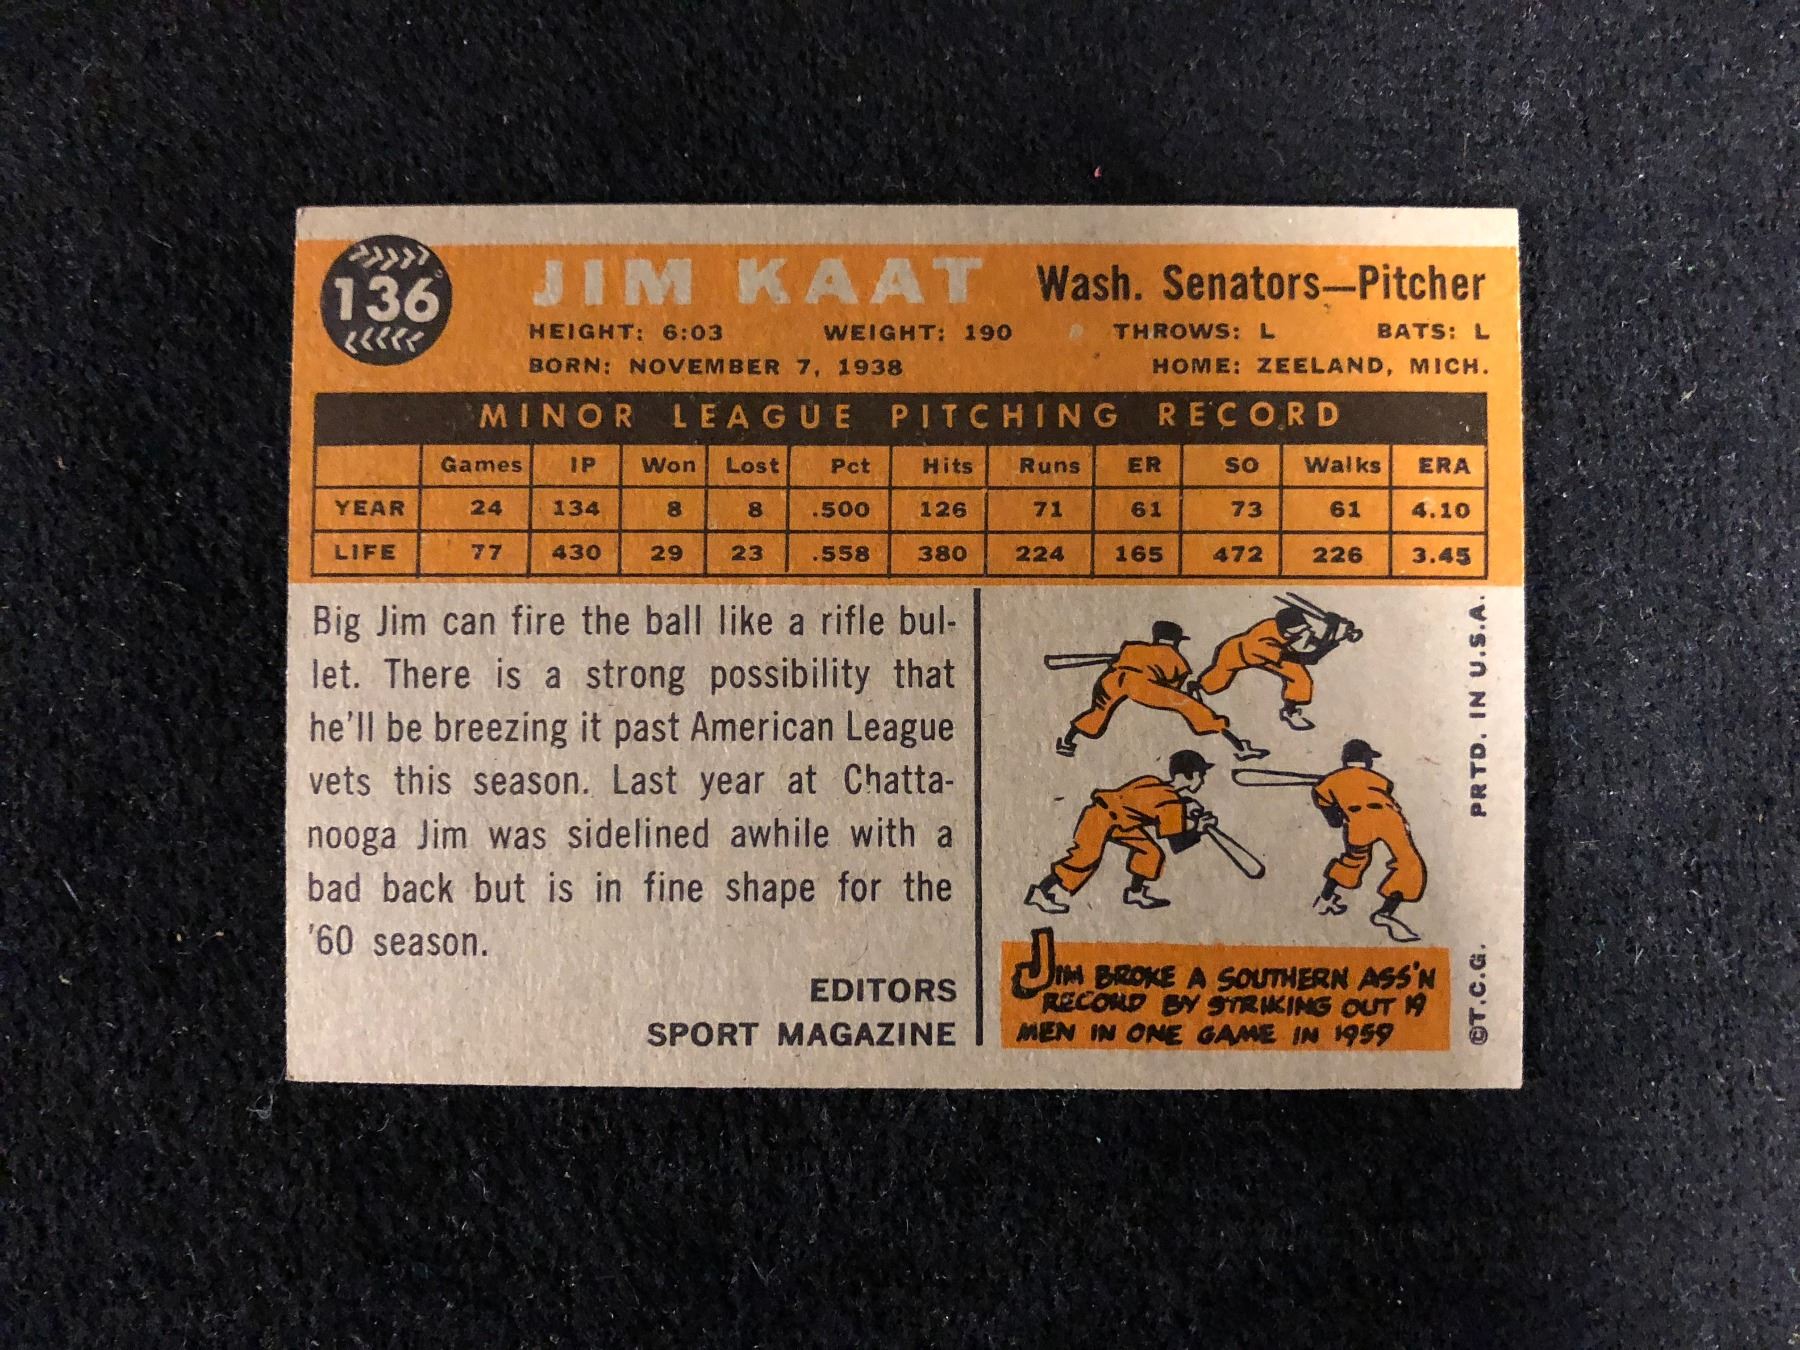 136
JIM KAAT Wash. Senators—Pitcher
HEIGHT: 6:03 WEIGHT: 190 THROWS: L BATS: L
BORN: NOVEMBER 7, 1938 HOME: ZEELAND, MICH.
MINOR LEAGUE PITCHING RECORD
Games IP Won Lost Pct Hits Runs ER SO Walks ERA
YEAR 24 134 8 8 .500 126 71 61 73 61 4.10
LIFE 77 430 29 23 .558 380 224 165 472 226 3.45
Big Jim can fire the ball like a rifle bul-
let. There is a strong possibility that
he'll be breezing it past American League
vets this season. Last year at Chatta-
nooga Jim was sidelined awhile with a
bad back but is in fine shape for the
'60 season.
EDITORS
SPORT MAGAZINE
JIM BROKE A SOUTHERN ASS'N
RECORD BY STRIKING OUT 19
MEN IN ONE GAME IN 1959
©T.C.G. PRTD. IN U.S.A.